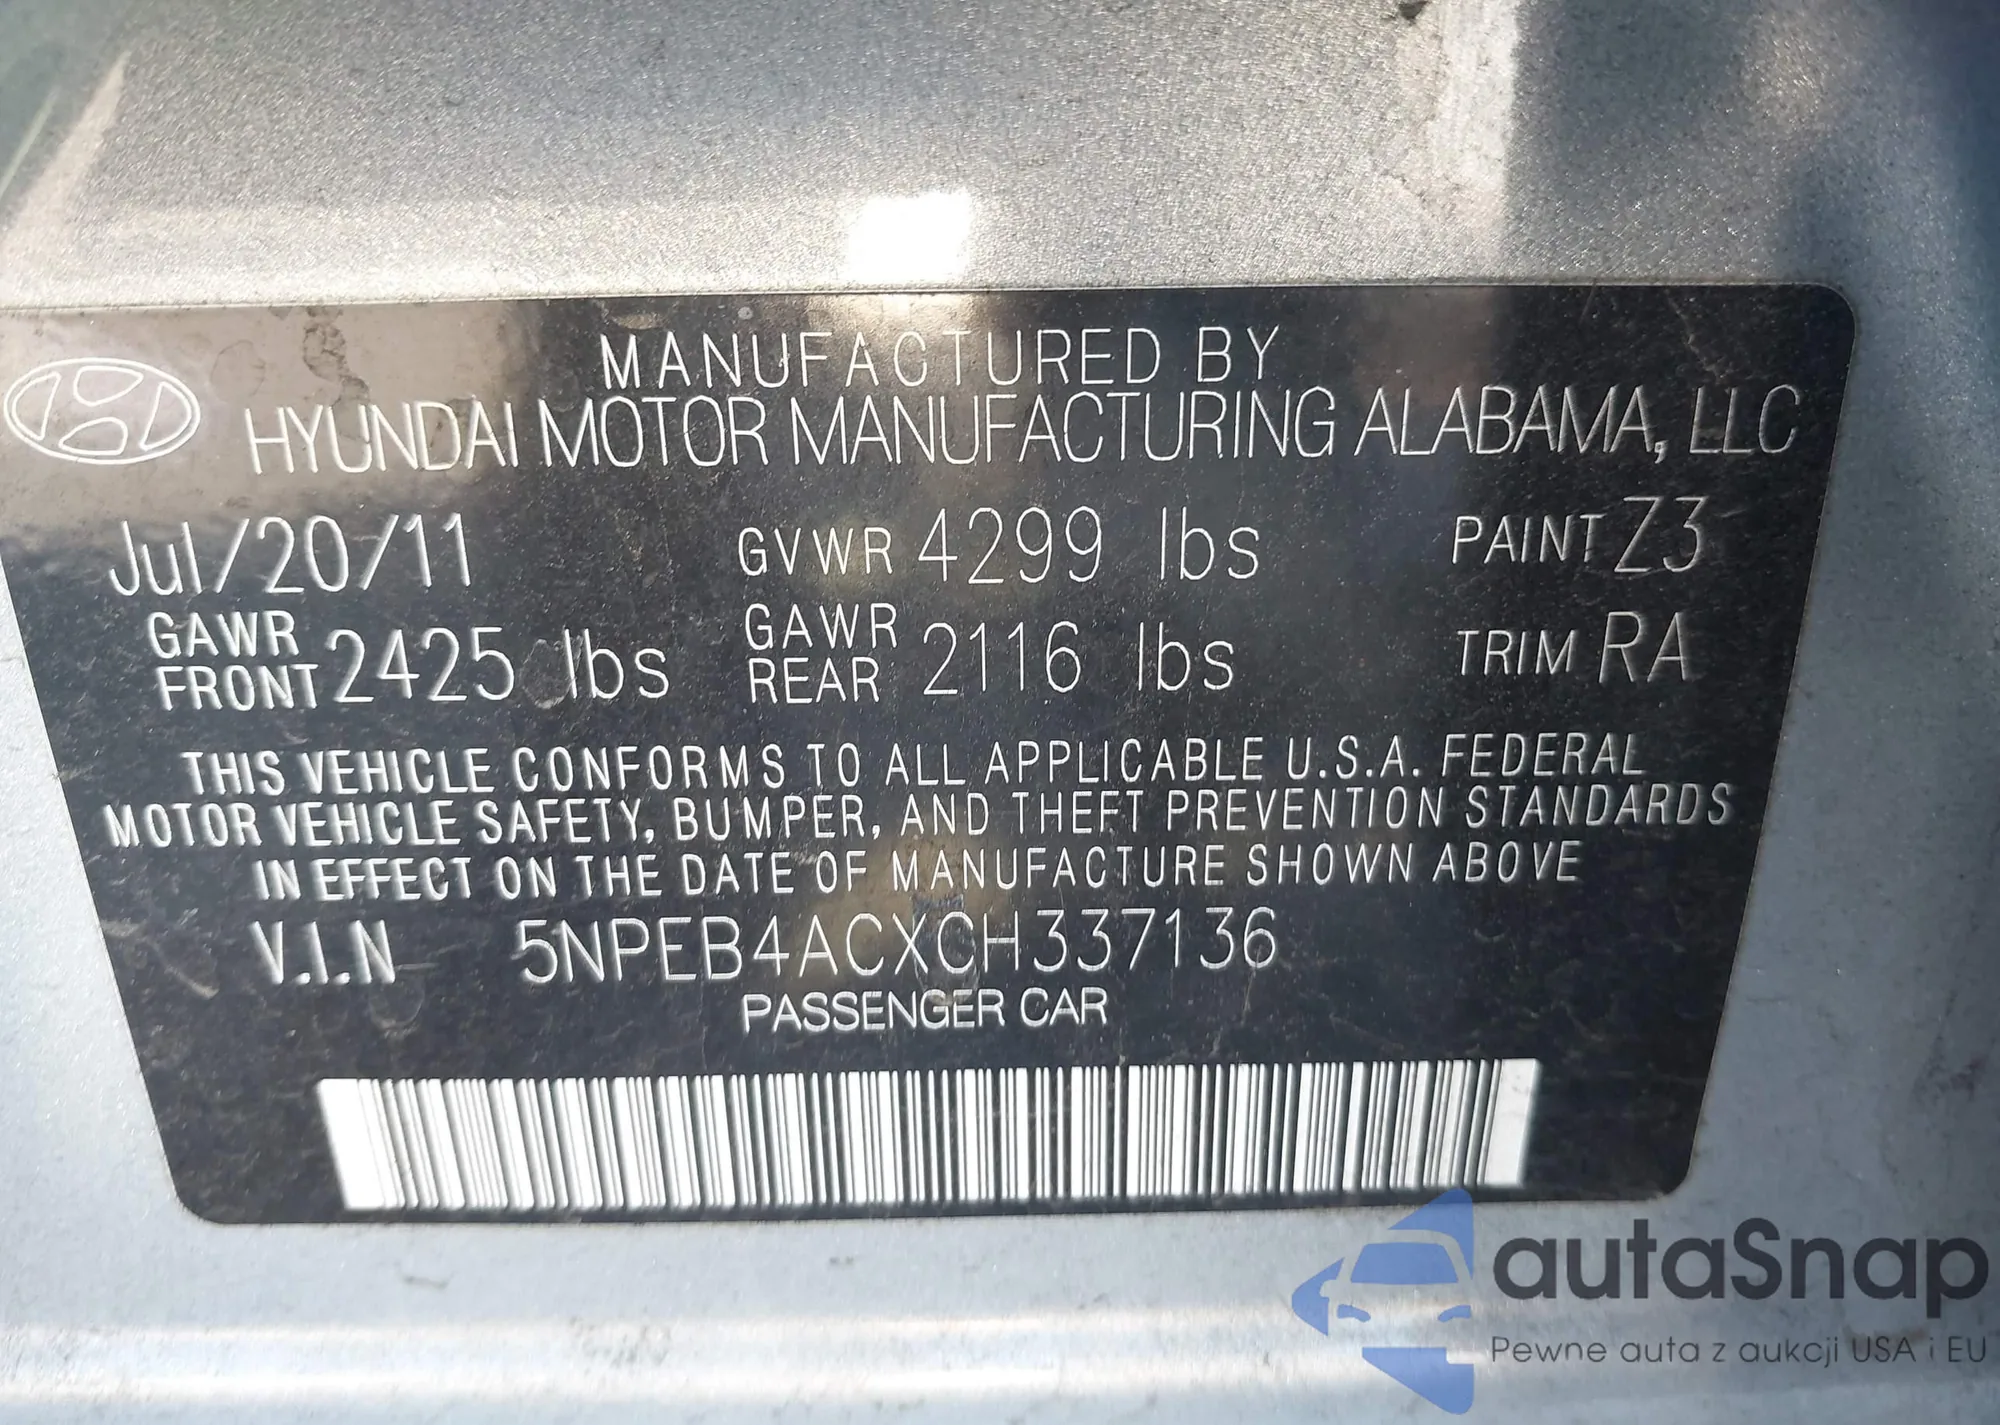 MANUFACTURED BY
HYUNDAI MOTOR MANUFACTURING ALABAMA, LLC
Jul/20/11 GVWR 4299 lbs PAINT Z3
GAWR FRONT 2425 lbs GAWR REAR 2116 lbs TRIM RA
THIS VEHICLE CONFORMS TO ALL APPLICABLE U.S.A. FEDERAL
MOTOR VEHICLE SAFETY, BUMPER, AND THEFT PREVENTION STANDARDS
IN EFFECT ON THE DATE OF MANUFACTURE SHOWN ABOVE
V.I.N 5NPEB4ACXCH337136
PASSENGER CAR
autaSnap
Pewne auta z aukcji USA i EU